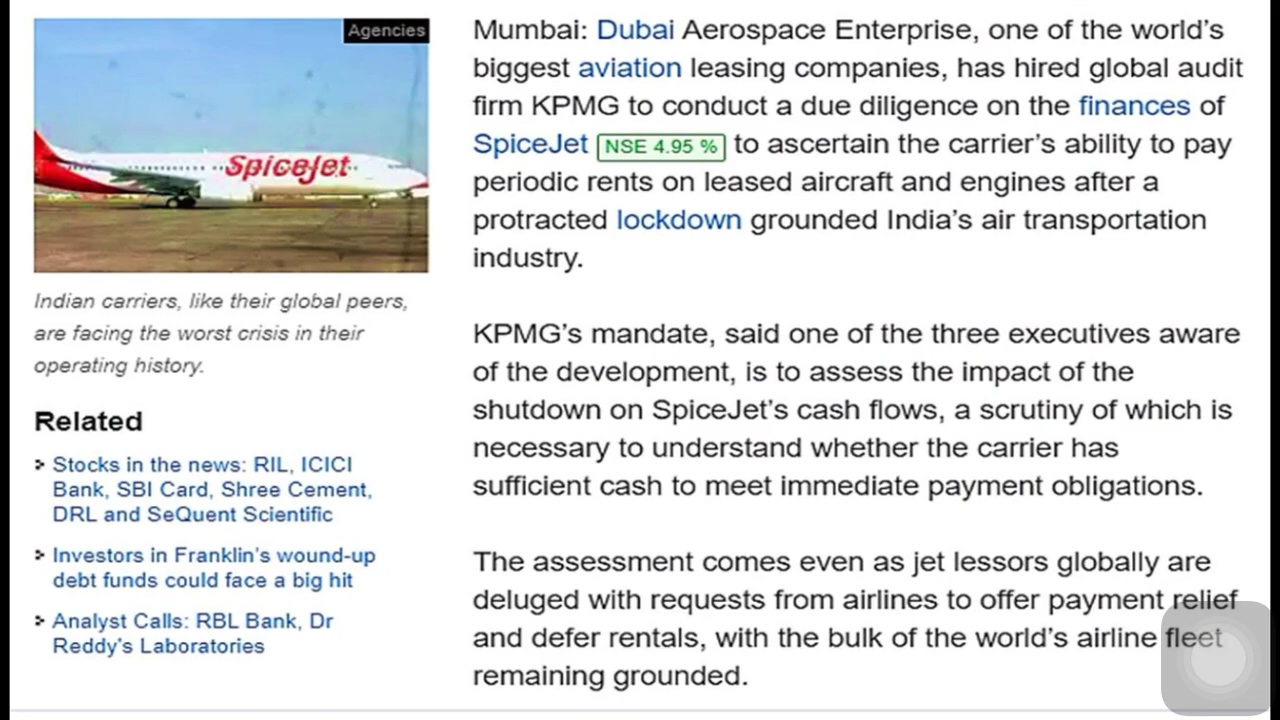 Agencies
SpiceJet
Indian carriers, like their global peers,
are facing the worst crisis in their
operating history.
Related
Stocks in the news: RIL, ICICI
Bank, SBI Card, Shree Cement,
DRL and SeQuent Scientific
Investors in Franklin's wound-up
debt funds could face a big hit
Analyst Calls: RBL Bank, Dr
Reddy's Laboratories
Mumbai: Dubai Aerospace Enterprise, one of the world's
biggest aviation leasing companies, has hired global audit
firm KPMG to conduct a due diligence on the finances of
SpiceJet NSE 4.95 % to ascertain the carrier's ability to pay
periodic rents on leased aircraft and engines after a
protracted lockdown grounded India's air transportation
industry.
KPMG's mandate, said one of the three executives aware
of the development, is to assess the impact of the
shutdown on SpiceJet's cash flows, a scrutiny of which is
necessary to understand whether the carrier has
sufficient cash to meet immediate payment obligations.
The assessment comes even as jet lessors globally are
deluged with requests from airlines to offer payment relief
and defer rentals, with the bulk of the world's airline fleet
remaining grounded.